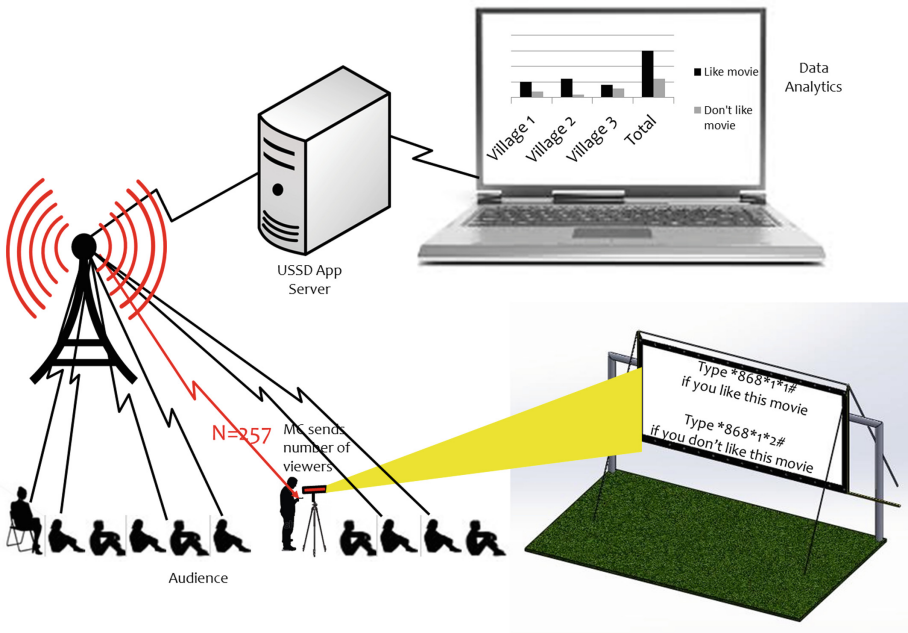 Like movie
Don't like
movie
Village 1
Village 2
Village 3
Total
Data
Analytics
USSD App
Server
Type *868*1*1#
if you like this movie
Type *868*1*2#
if you don't like this movie
N=257
MC sends
number of
viewers
Audience